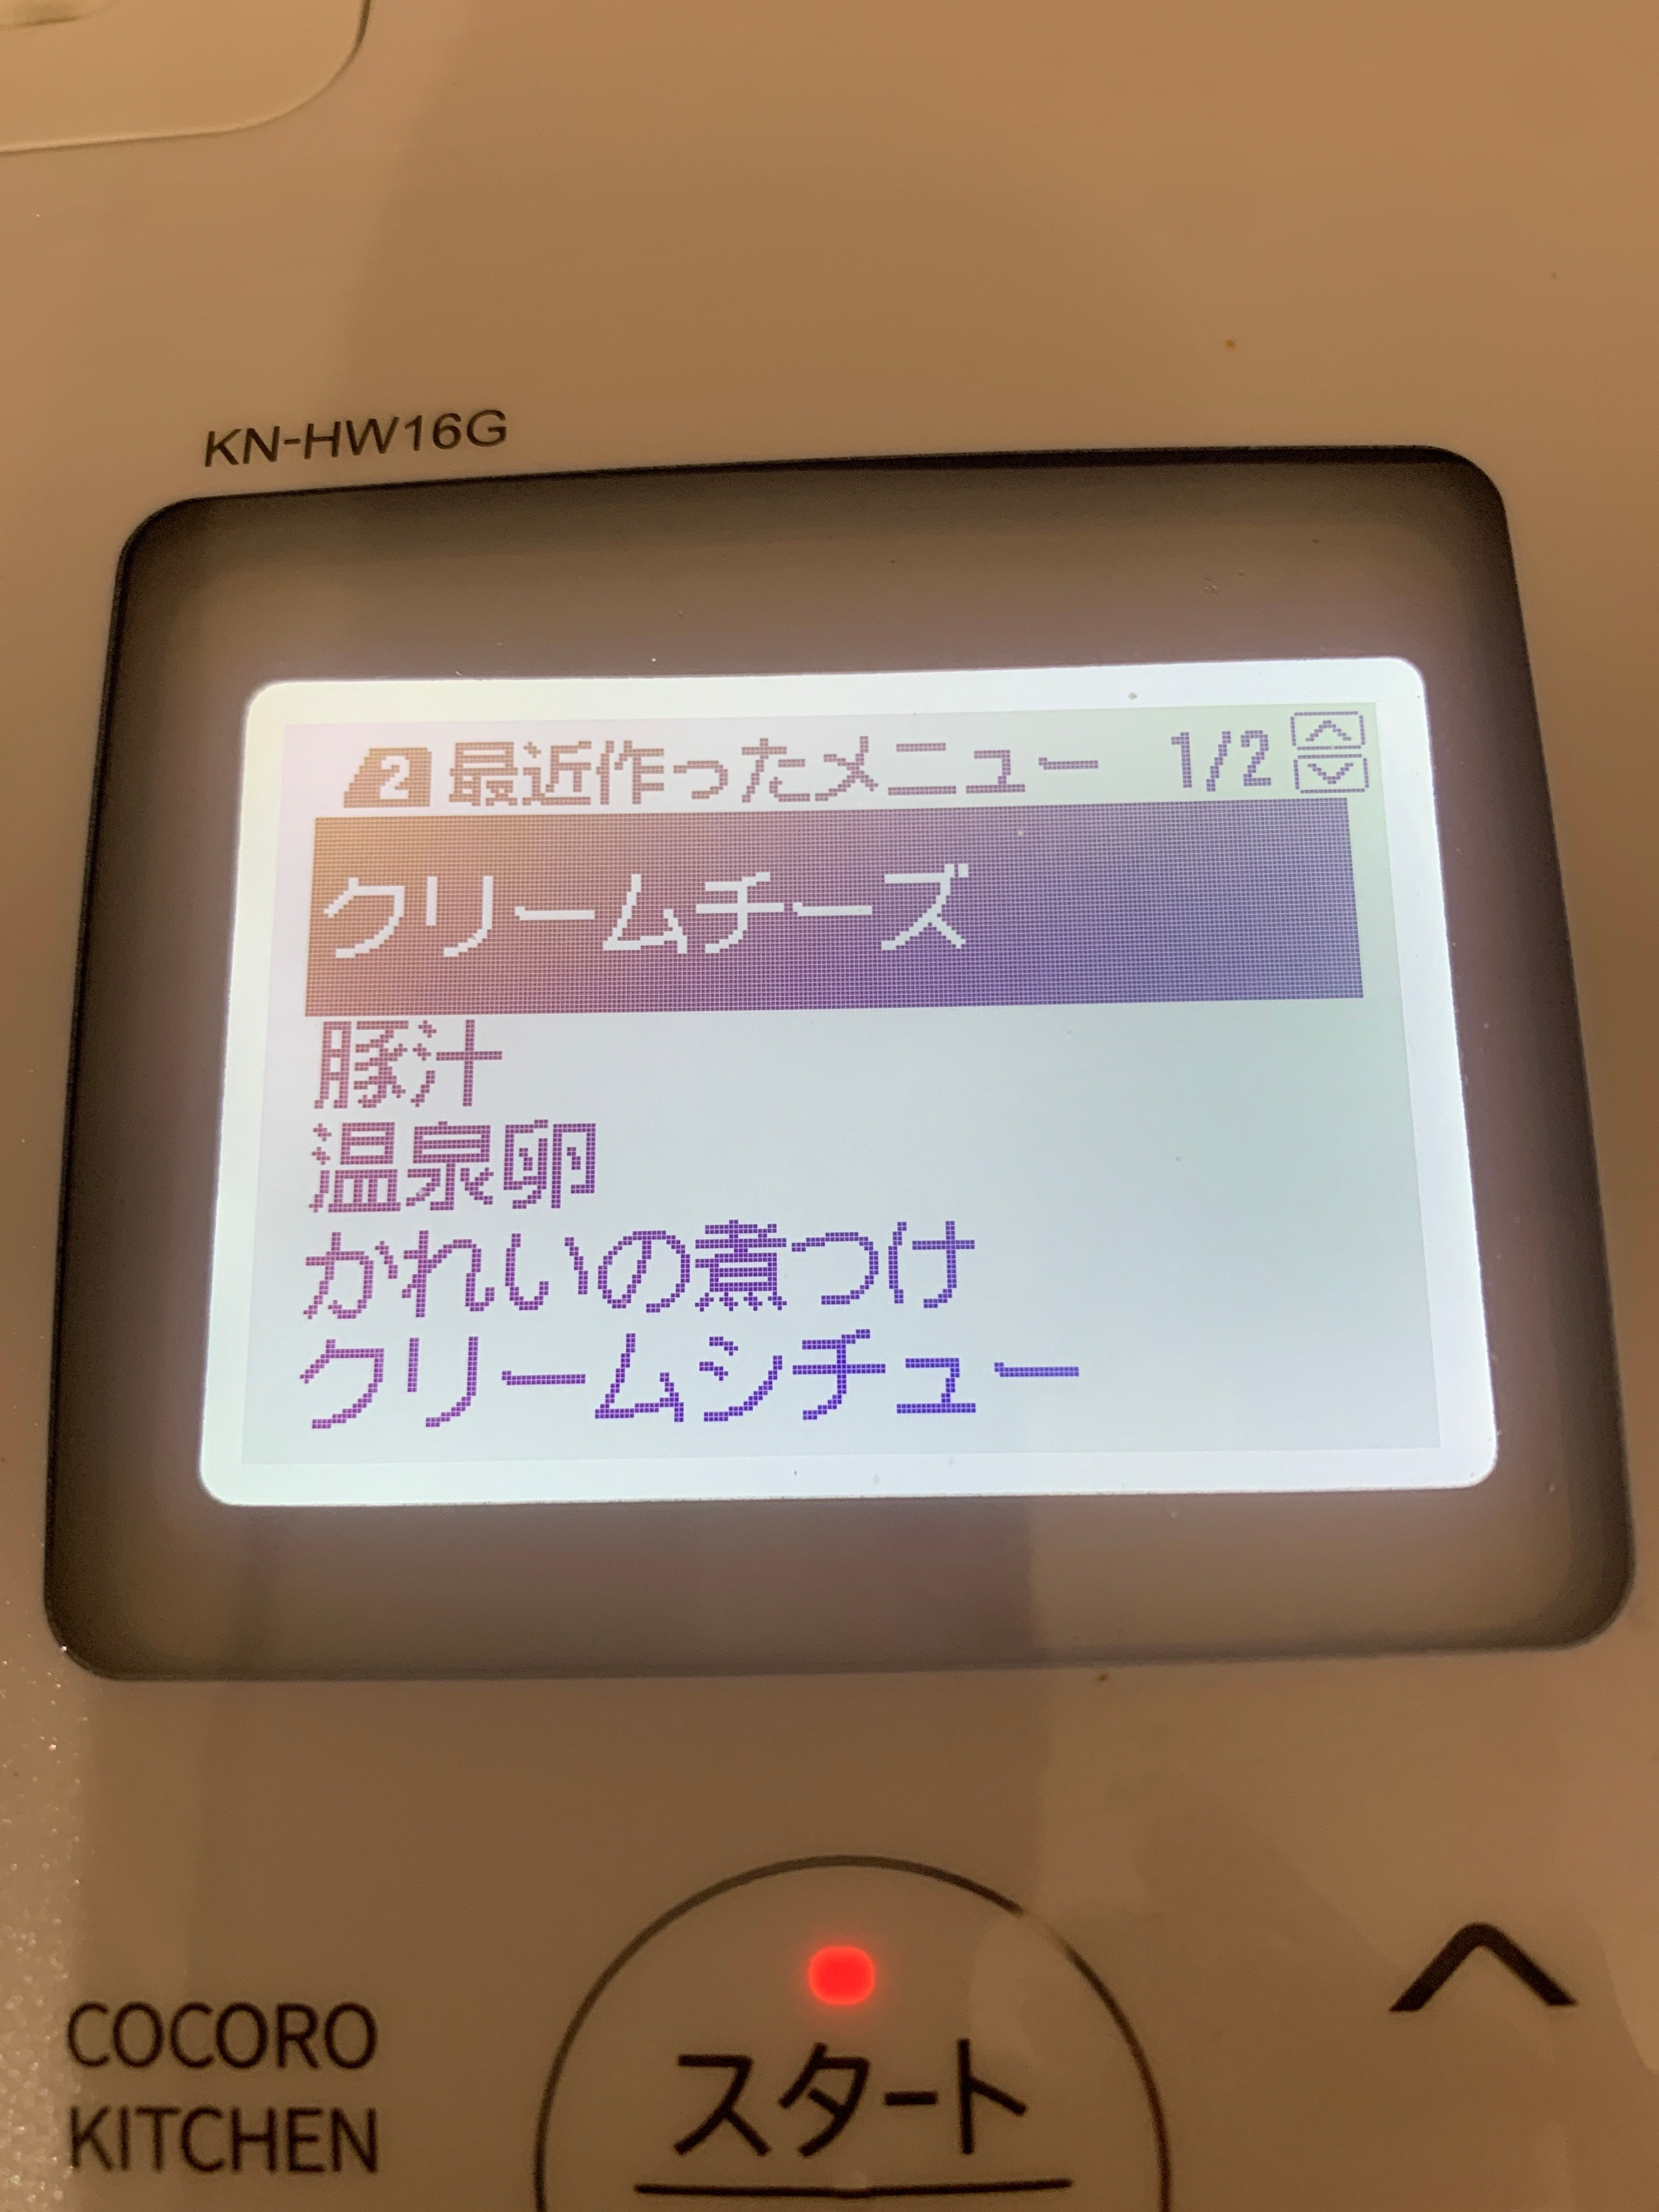 KN-HW16G
2 最近作ったメニュー 1/2
クリームチーズ
豚汁
温泉卵
かれいの煮つけ
クリームシチュー
COCORO
KITCHEN
スタート